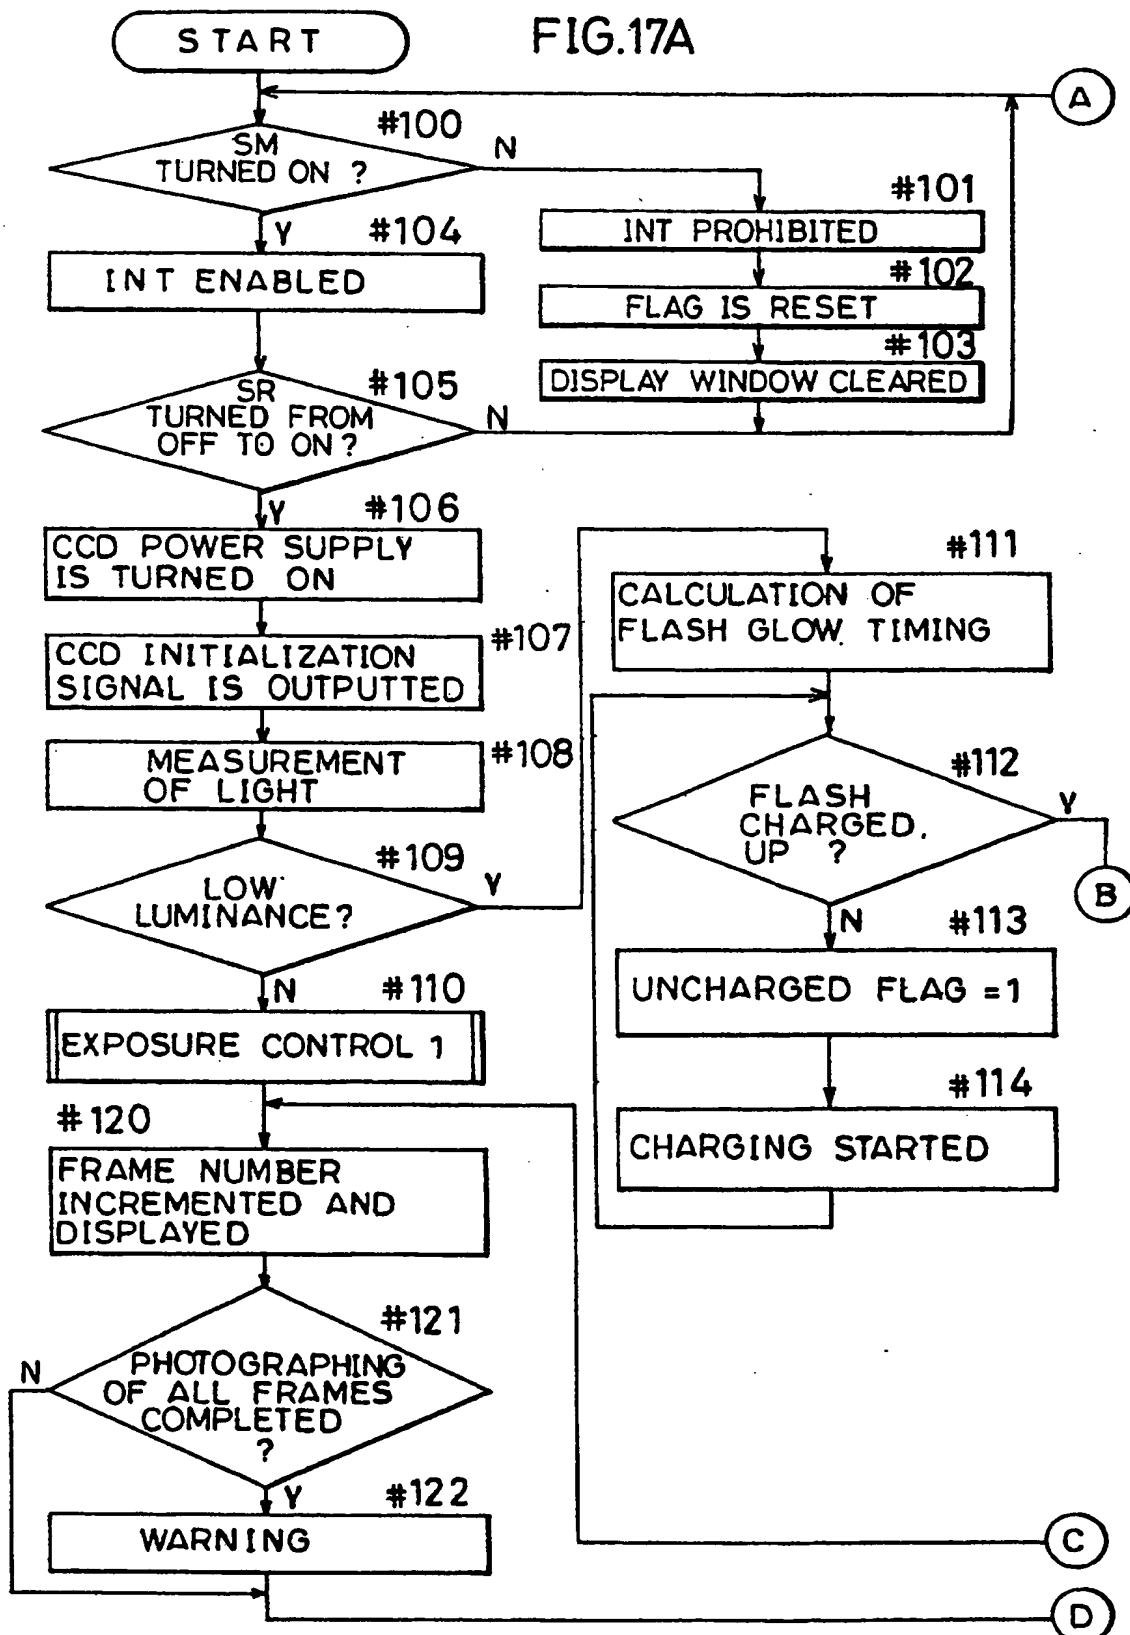 START
FIG.17A
A
#100
SM
TURNED ON ?
N
Y
#101
INT PROHIBITED
#102
FLAG IS RESET
#103
DISPLAY WINDOW CLEARED
#104
INT ENABLED
#105
SR
TURNED FROM
OFF TO ON?
N
Y
#106
CCD POWER SUPPLY
IS TURNED ON
#107
CCD INITIALIZATION
SIGNAL IS OUTPUTTED
#108
MEASUREMENT
OF LIGHT
#109
LOW
LUMINANCE?
Y
N
#110
EXPOSURE CONTROL 1
#111
CALCULATION OF
FLASH GLOW TIMING
#112
FLASH
CHARGED
UP ?
Y
B
N
#113
UNCHARGED FLAG =1
#114
CHARGING STARTED
#120
FRAME NUMBER
INCREMENTED AND
DISPLAYED
#121
PHOTOGRAPHING
OF ALL FRAMES
COMPLETED
?
N
Y
#122
WARNING
C
D